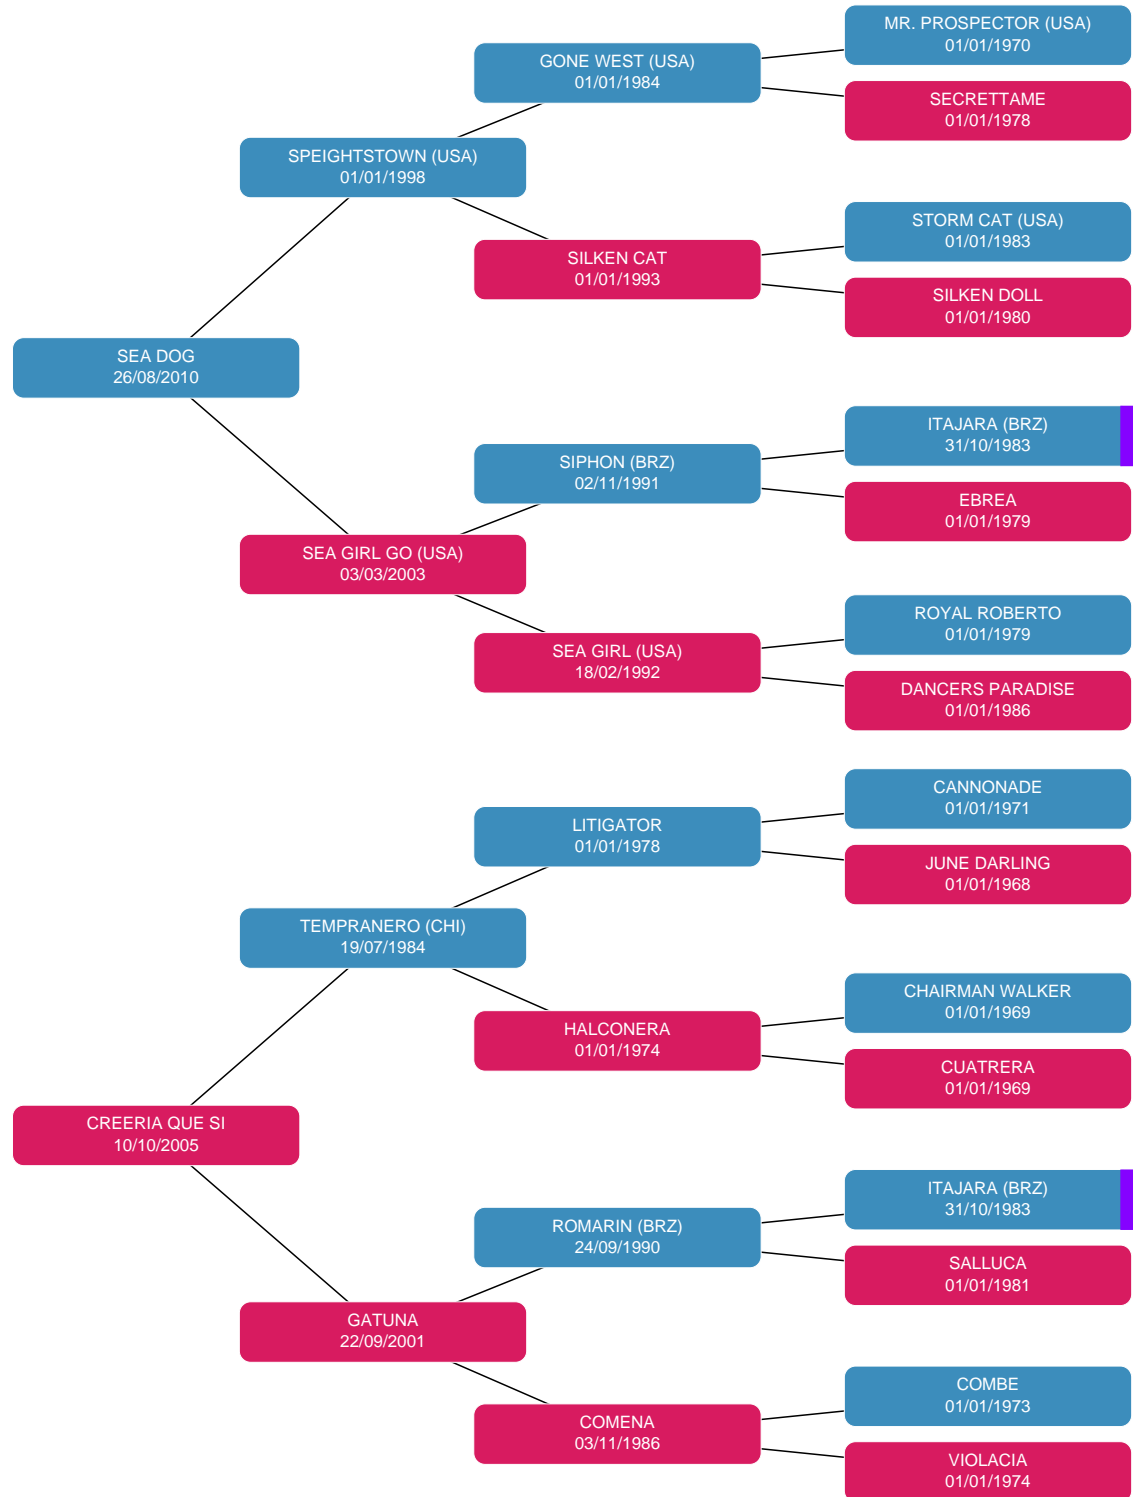 MR. PROSPECTOR (USA)
01/01/1970
GONE WEST (USA)
01/01/1984
SECRETTAME
01/01/1978
SPEIGHTSTOWN (USA)
01/01/1998
STORM CAT (USA)
01/01/1983
SILKEN CAT
01/01/1993
SILKEN DOLL
01/01/1980
SEA DOG
26/08/2010
ITAJARA (BRZ)
31/10/1983
SIPHON (BRZ)
02/11/1991
EBREA
01/01/1979
SEA GIRL GO (USA)
03/03/2003
ROYAL ROBERTO
01/01/1979
SEA GIRL (USA)
18/02/1992
DANCERS PARADISE
01/01/1986
CANNONADE
01/01/1971
LITIGATOR
01/01/1978
JUNE DARLING
01/01/1968
TEMPRANERO (CHI)
19/07/1984
CHAIRMAN WALKER
01/01/1969
HALCONERA
01/01/1974
CUATRERA
01/01/1969
CREERIA QUE SI
10/10/2005
ITAJARA (BRZ)
31/10/1983
ROMARIN (BRZ)
24/09/1990
SALLUCA
01/01/1981
GATUNA
22/09/2001
COMBE
01/01/1973
COMENA
03/11/1986
VIOLACIA
01/01/1974